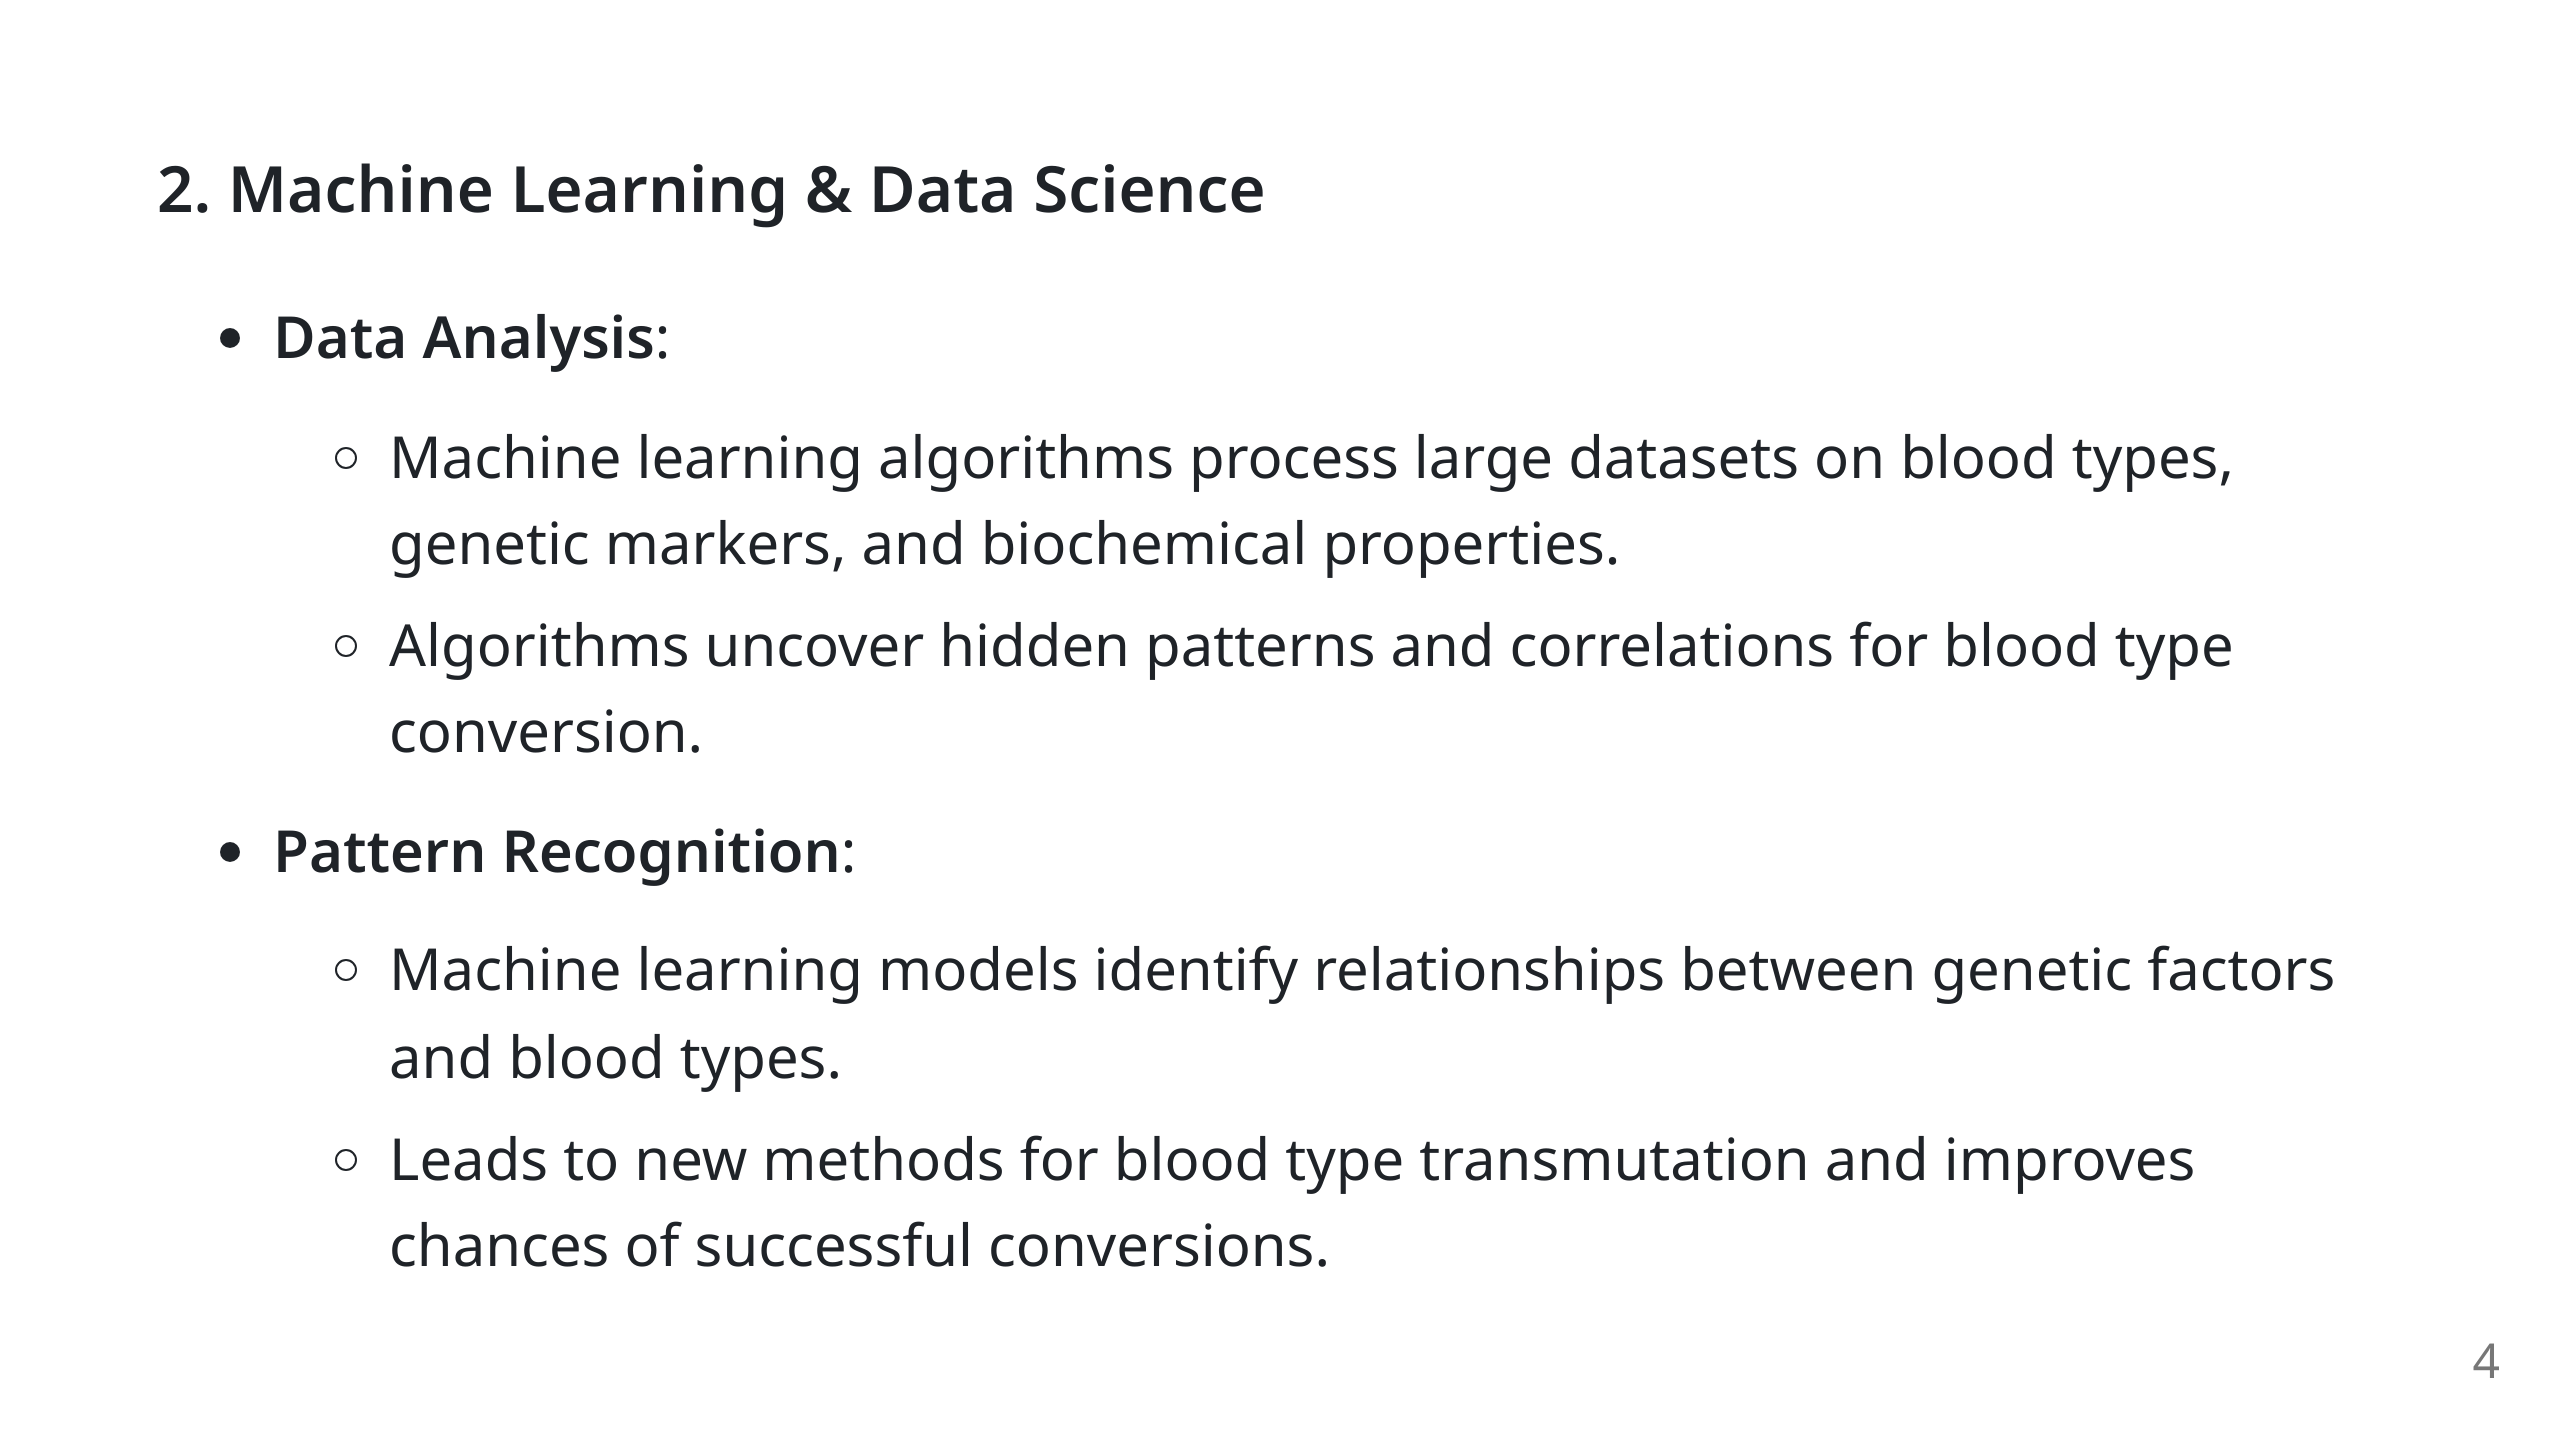 2. Machine Learning & Data Science
• Data Analysis:
○ Machine learning algorithms process large datasets on blood types,
genetic markers, and biochemical properties.
○ Algorithms uncover hidden patterns and correlations for blood type
conversion.
• Pattern Recognition:
○ Machine learning models identify relationships between genetic factors
and blood types.
○ Leads to new methods for blood type transmutation and improves
chances of successful conversions.
4